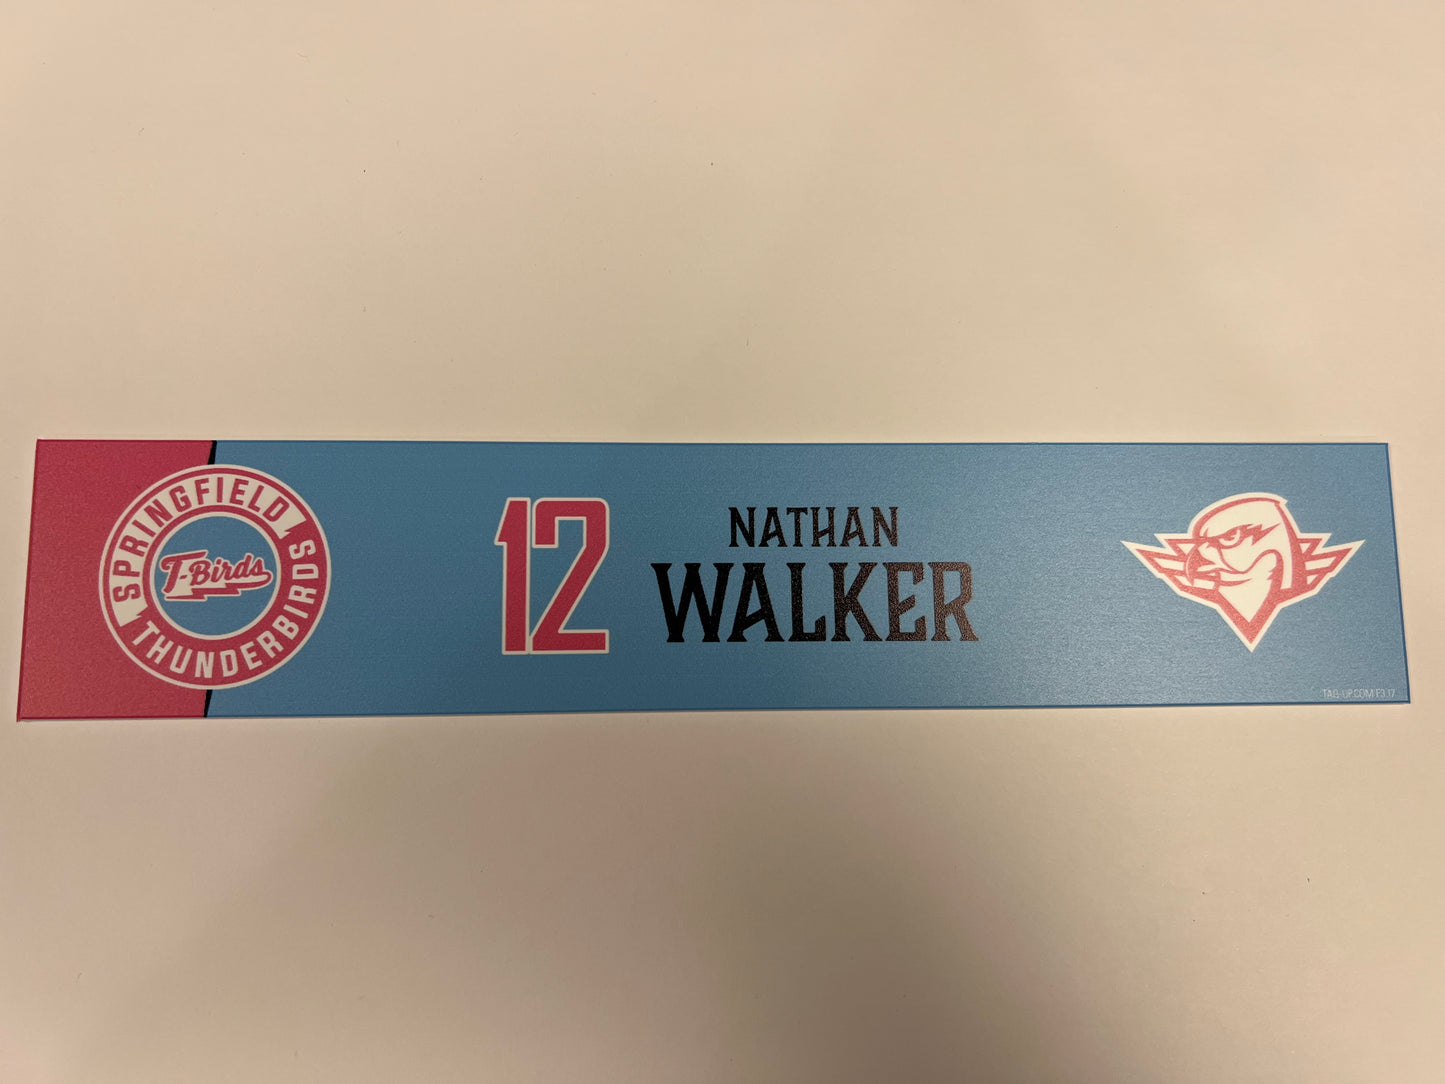 SPRINGFIELD
T-Birds
THUNDERBIRDS
12
NATHAN
WALKER
TAG-UP.COM F3.17